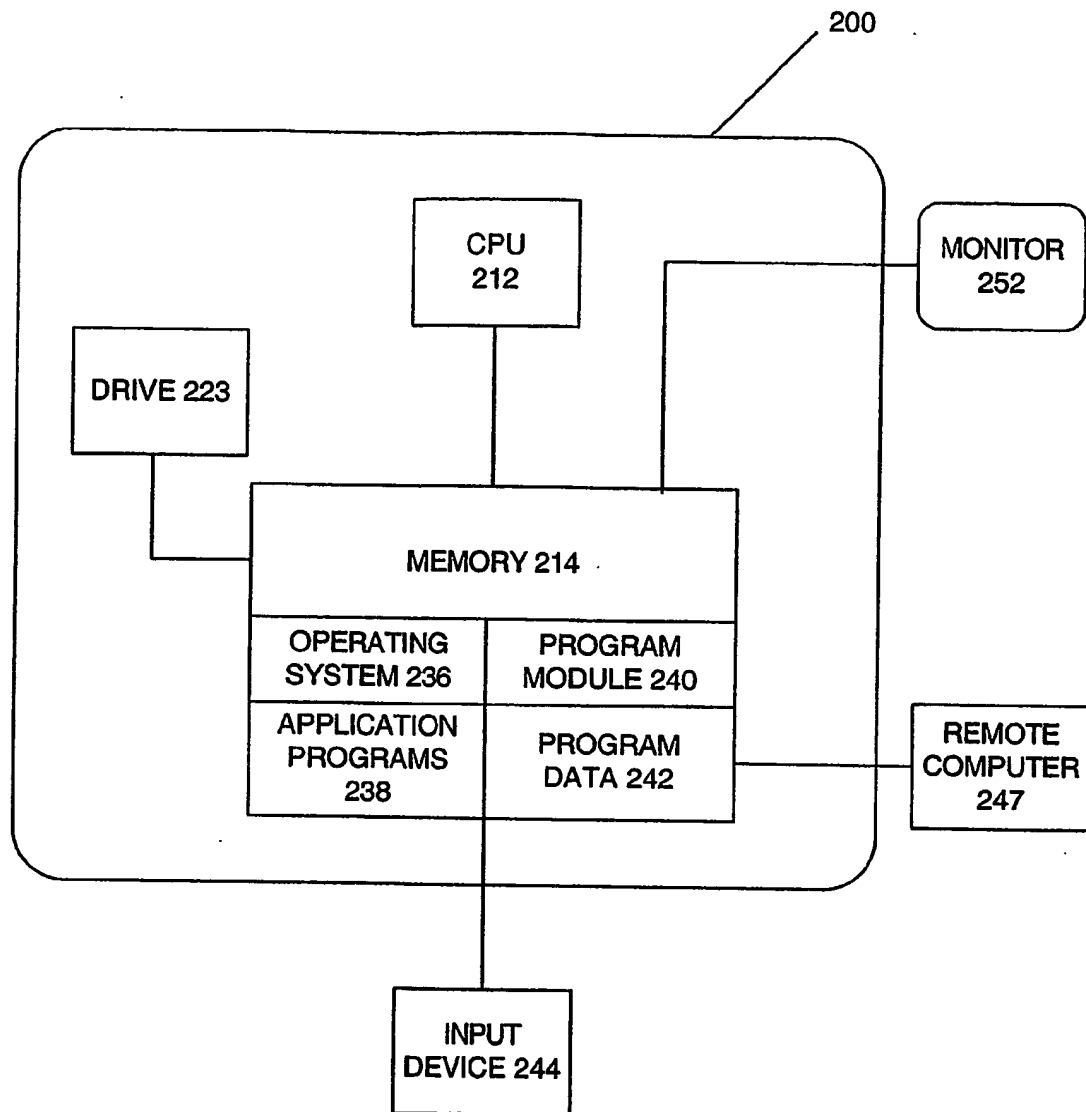 200
CPU
212
MONITOR
252
DRIVE 223
MEMORY 214
OPERATING
SYSTEM 236
PROGRAM
MODULE 240
APPLICATION
PROGRAMS
238
PROGRAM
DATA 242
REMOTE
COMPUTER
247
INPUT
DEVICE 244